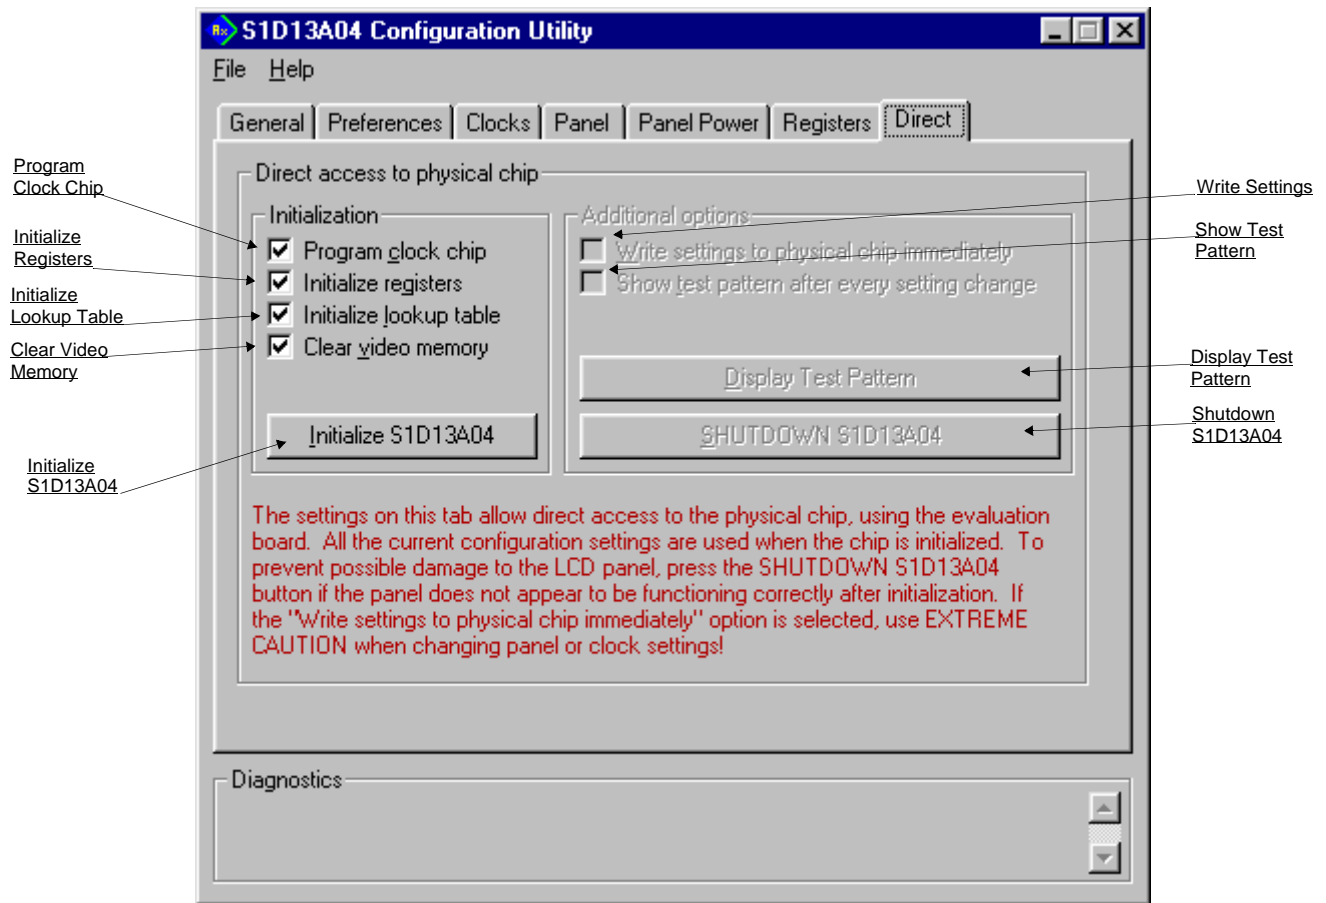 S1D13A04 Configuration Utility
File Help
General Preferences Clocks Panel Panel Power Registers Direct
Direct access to physical chip
Initialization
Program clock chip
Initialize registers
Initialize lookup table
Clear video memory
Initialize S1D13A04
Additional options
Write settings to physical chip immediately
Show test pattern after every setting change
Display Test Pattern
SHUTDOWN S1D13A04
The settings on this tab allow direct access to the physical chip, using the evaluation
board. All the current configuration settings are used when the chip is initialized. To
prevent possible damage to the LCD panel, press the SHUTDOWN S1D13A04
button if the panel does not appear to be functioning correctly after initialization. If
the "Write settings to physical chip immediately" option is selected, use EXTREME
CAUTION when changing panel or clock settings!
Diagnostics
Program
Clock Chip
Initialize
Registers
Initialize
Lookup Table
Clear Video
Memory
Initialize
S1D13A04
Write Settings
Show Test
Pattern
Display Test
Pattern
Shutdown
S1D13A04